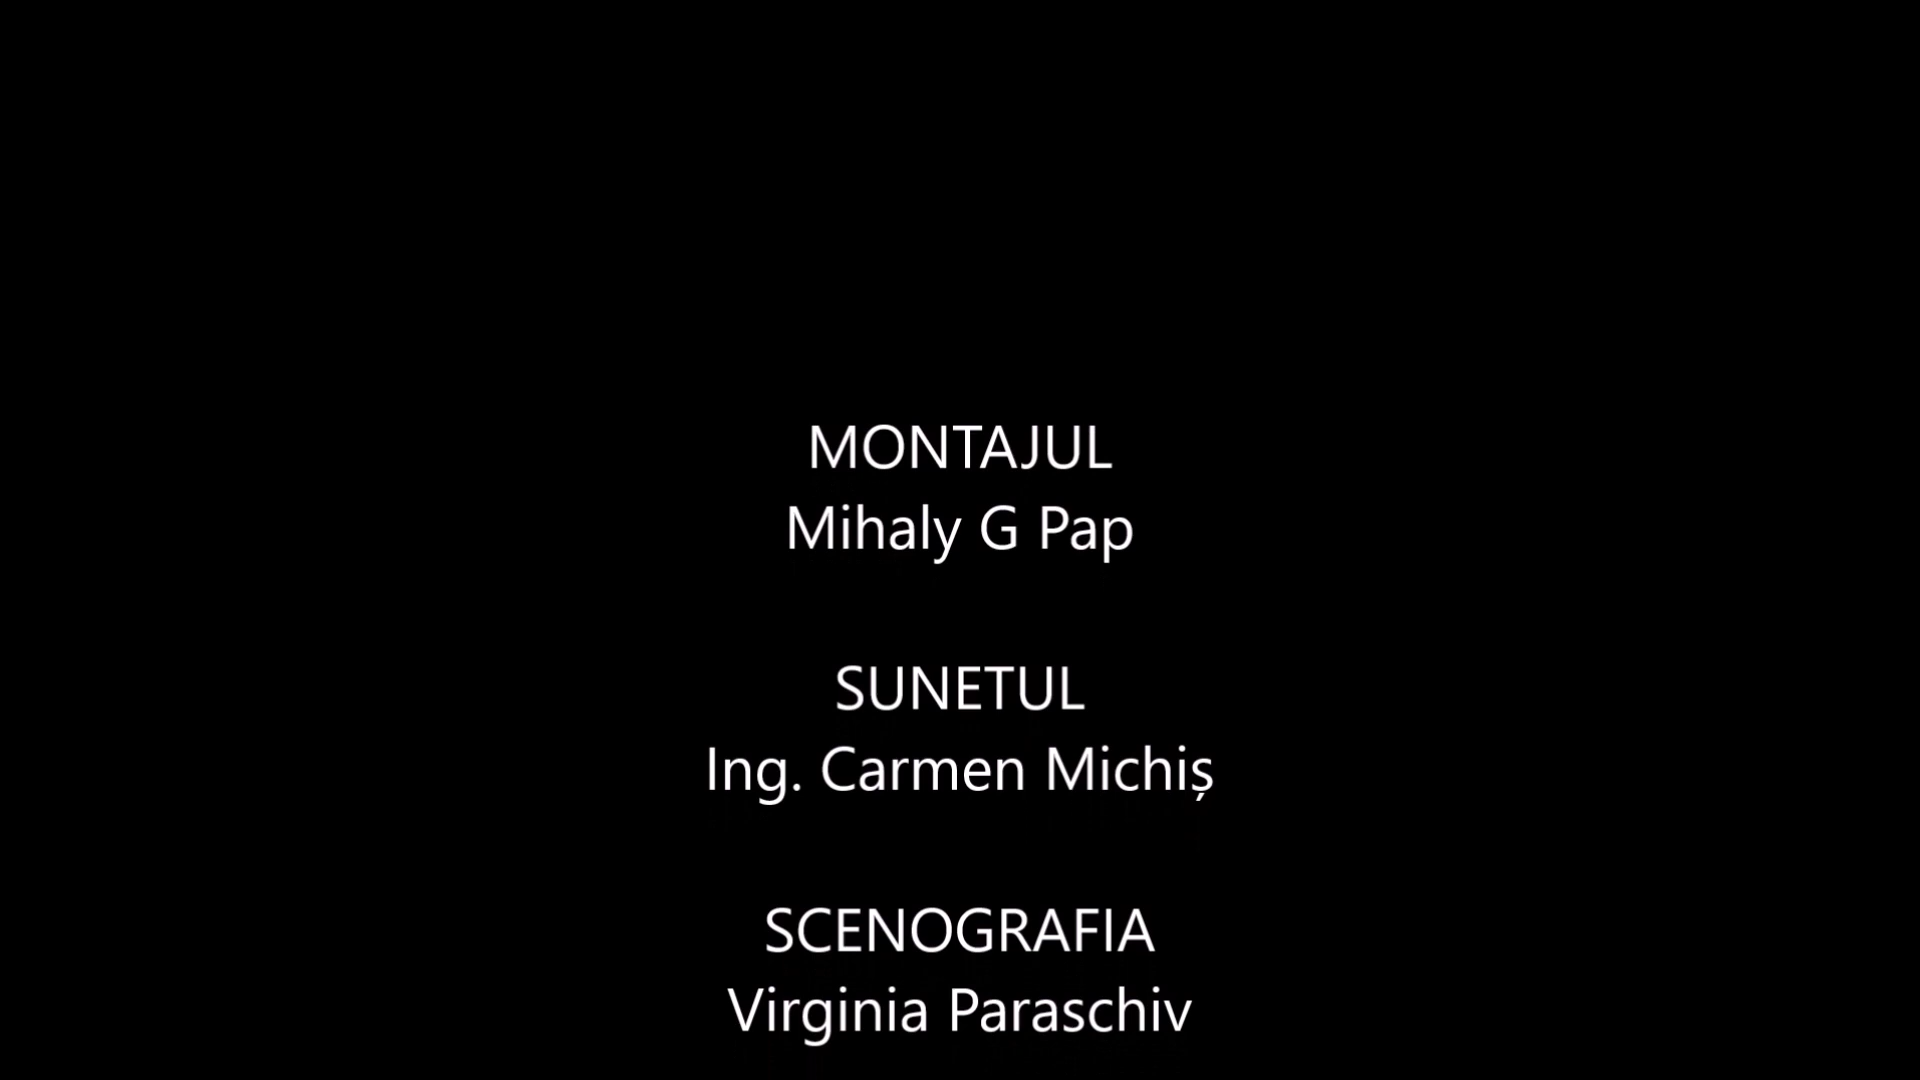 MONTAJUL
Mihaly G Pap
SUNETUL
Ing. Carmen Michiș
SCENOGRAFIA
Virginia Paraschiv